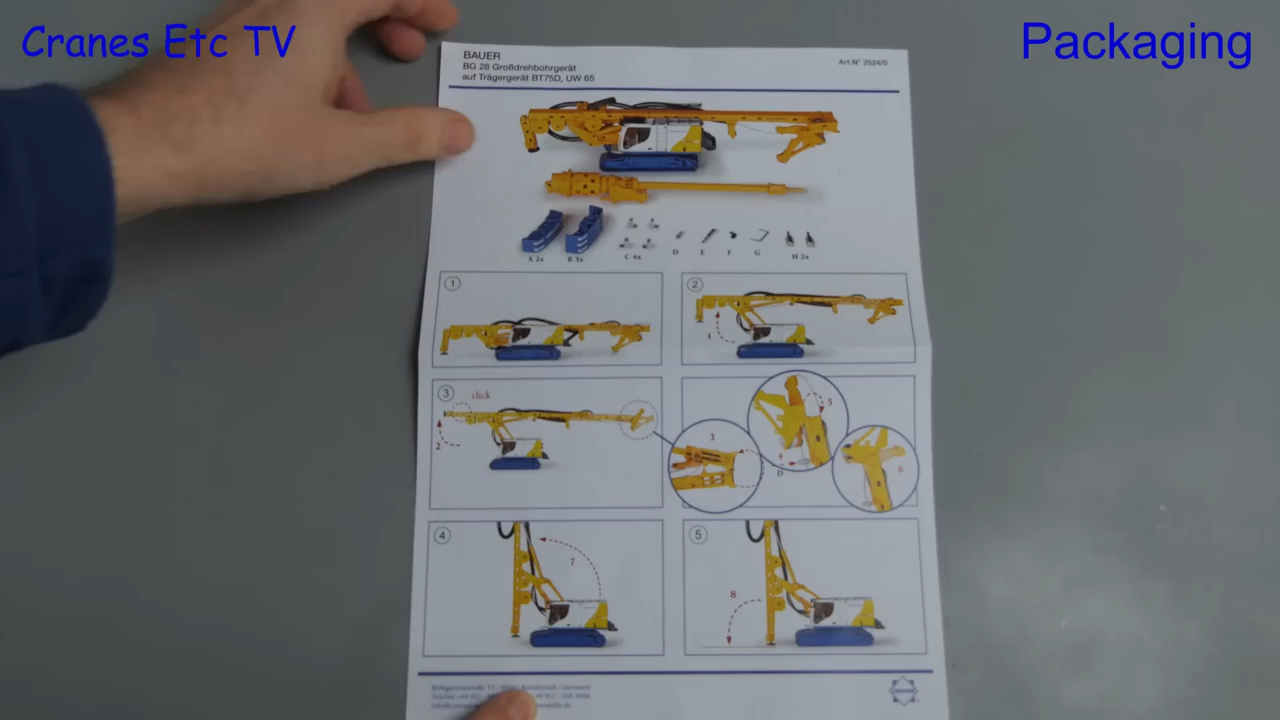 Cranes Etc TV
Packaging
BAUER
BG 28 Großdrehbohrgerät
auf Trägergerät BT75D, UW 65
Art.N° 2524/0
A 2x
B 3x
C 4x
D
E
F
G
H 2x
1
2
1
3
click
2
3
5
4
D
6
4
7
5
8